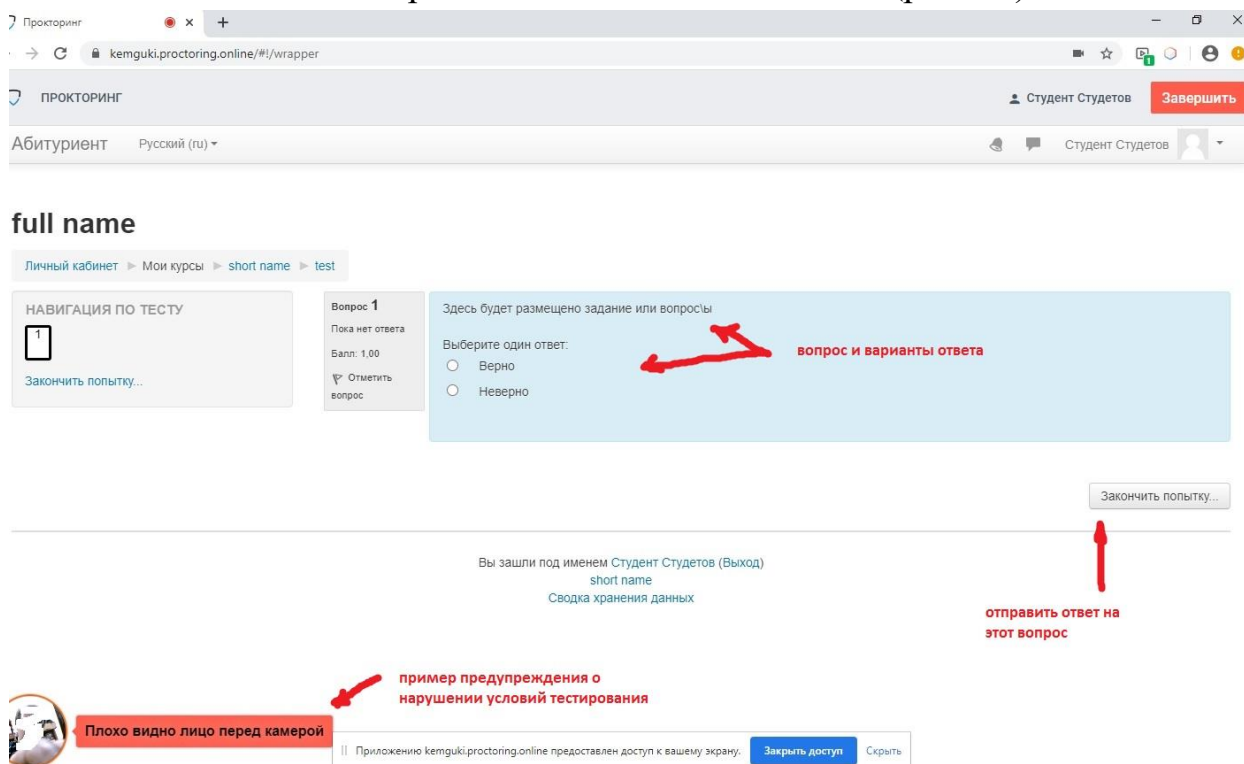 Прокторинг
kemguki.proctoring.online/#!/wrapper
1
ПРОКТОРИНГ
Студент Студетов
Завершить
Абитуриент
Русский (ru)
Студент Студетов
full name
Личный кабинет
Мои курсы
short name
test
НАВИГАЦИЯ ПО ТЕСТУ
1
Закончить попытку...
Вопрос 1
Пока нет ответа
Балл: 1,00
Отметить
вопрос
Здесь будет размещено задание или вопрос\ы
Выберите один ответ:
Верно
Неверно
вопрос и варианты ответа
Закончить попытку...
Вы зашли под именем Студент Студетов (Выход)
short name
Сводка хранения данных
отправить ответ на
этот вопрос
пример предупреждения о
нарушении условий тестирования
Плохо видно лицо перед камерой
Приложению kemguki.proctoring.online предоставлен доступ к вашему экрану.
Закрыть доступ
Скрыть